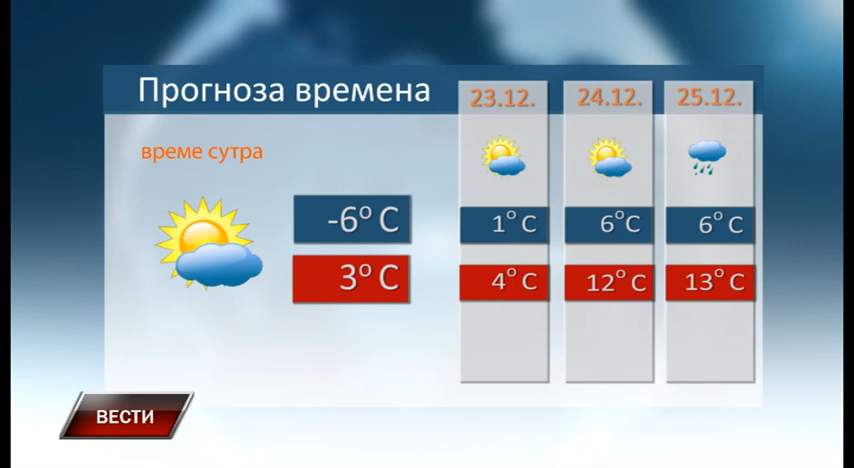 Прогноза времена
време сутра
-6° C
3° C
23.12.
1° C
4° C
24.12.
6°C
12° C
25.12.
6° C
13° C
ВЕСТИ